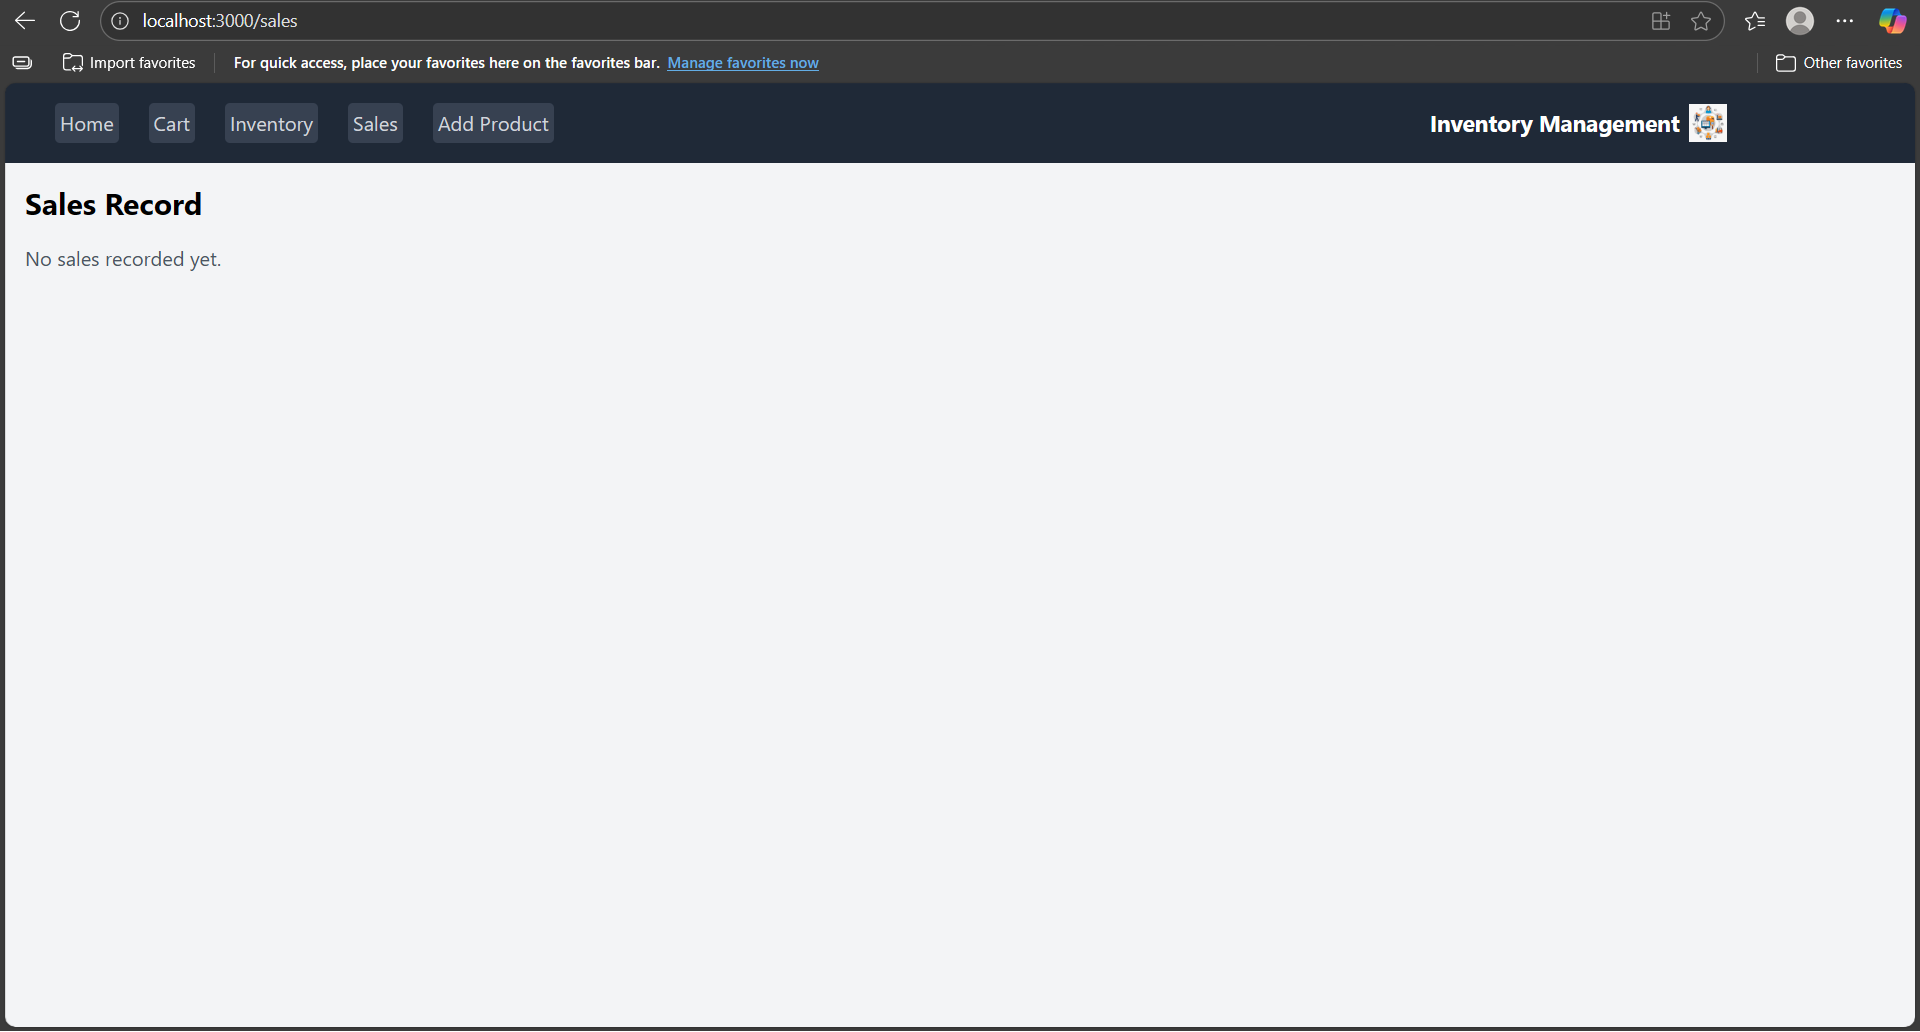 localhost:3000/sales
Import favorites
For quick access, place your favorites here on the favorites bar. Manage favorites now
Other favorites
Home Cart Inventory Sales Add Product
Inventory Management
Sales Record
No sales recorded yet.